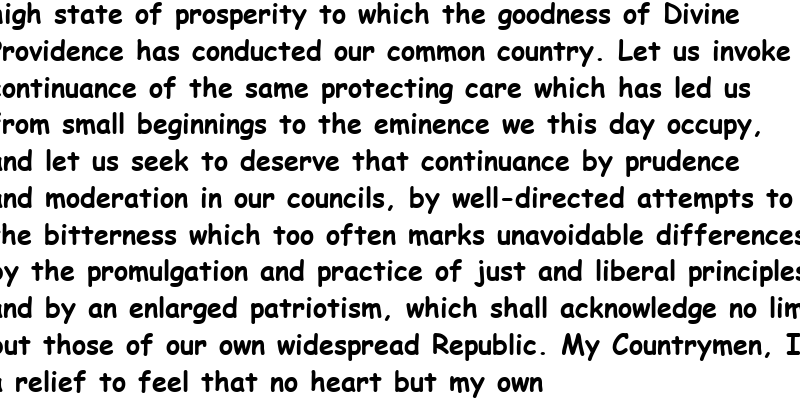 high state of prosperity to which the goodness of Divine
Providence has conducted our common country. Let us invoke
continuance of the same protecting care which has led us
from small beginnings to the eminence we this day occupy,
and let us seek to deserve that continuance by prudence
and moderation in our councils, by well-directed attempts to
the bitterness which too often marks unavoidable differences
by the promulgation and practice of just and liberal principles
and by an enlarged patriotism, which shall acknowledge no
but those of our own widespread Republic. My Countrymen,
a relief to feel that no heart but my own